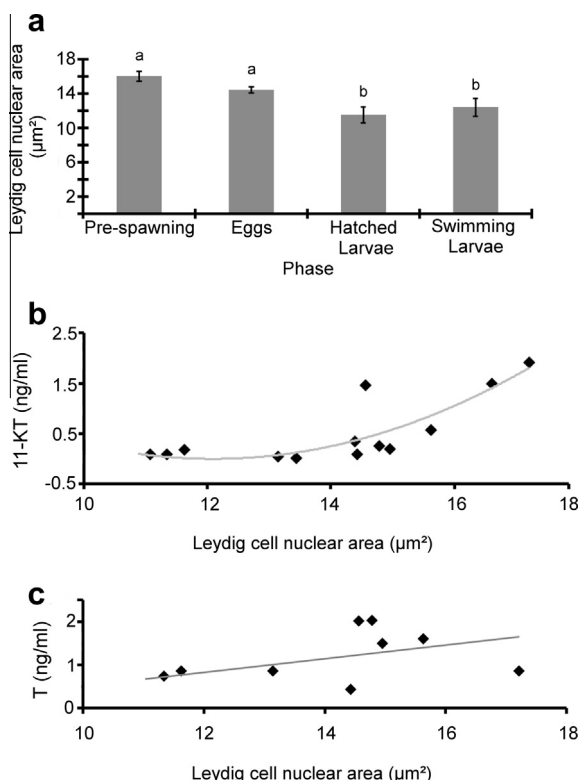 a
Leydig cell nuclear area
(µm²)
18
14
10
6
2
a
a
b
b
Pre-spawning
Eggs
Hatched
Larvae
Swimming
Larvae
Phase
b
11-KT (ng/ml)
2.5
1.5
0.5
-0.5
10
12
14
16
18
Leydig cell nuclear area (µm²)
c
T (ng/ml)
2
1
0
10
12
14
16
18
Leydig cell nuclear area (µm²)